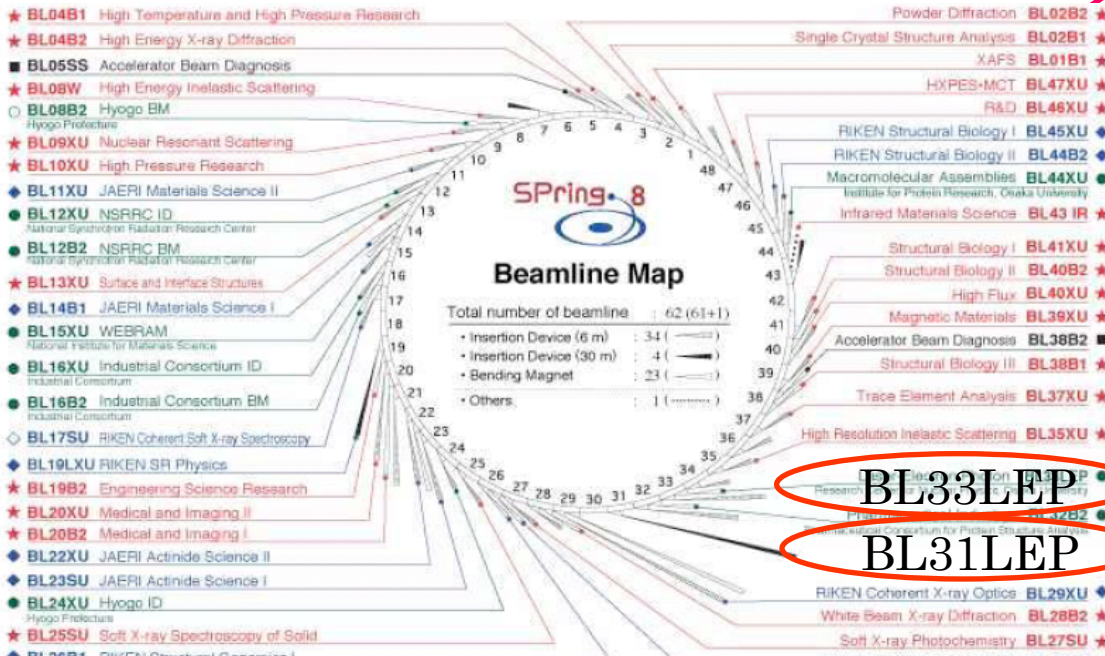 BL04B1 High Temperature and High Pressure Research
BL04B2 High Energy X-ray Diffraction
BL05SS Accelerator Beam Diagnosis
BL08W High Energy Inelastic Scattering
BL08B2 Hyogo BM
Hyogo Prefecture
BL09XU Nuclear Resonant Scattering
BL10XU High Pressure Research
BL11XU JAERI Materials Science II
BL12XU NSRRC ID
National Synchrotron Radiation Research Center
BL12B2 NSRRC BM
National Synchrotron Radiation Research Center
BL13XU Surface and Interface Structures
BL14B1 JAERI Materials Science I
BL15XU WEBRAM
National Institute for Materials Science
BL16XU Industrial Consortium ID
Industrial Consortium
BL16B2 Industrial Consortium BM
Industrial Consortium
BL17SU RIKEN Coherent Soft X-ray Spectroscopy
BL19LXU RIKEN SR Physics
BL19B2 Engineering Science Research
BL20XU Medical and Imaging II
BL20B2 Medical and Imaging I
BL22XU JAERI Actinide Science II
BL23SU JAERI Actinide Science I
BL24XU Hyogo ID
Hyogo Prefecture
BL25SU Soft X-ray Spectroscopy of Solid
BL26B1 RIKEN Structural Genomics I
SPring-8
Beamline Map
Total number of beamline : 62 (61+1)
• Insertion Device (6 m) : 34 ( )
• Insertion Device (30 m) : 4 ( )
• Bending Magnet : 23 ( )
• Others : 1 ( )
1
2
3
4
5
6
7
8
9
10
11
12
13
14
15
16
17
18
19
20
21
22
23
24
25
26
27
28
29
30
31
32
33
34
35
36
37
38
39
40
41
42
43
44
45
46
47
48
Powder Diffraction BL02B2
Single Crystal Structure Analysis BL02B1
XAFS BL01B1
HXPES•MCT BL47XU
R&D BL46XU
RIKEN Structural Biology I BL45XU
RIKEN Structural Biology II BL44B2
Macromolecular Assemblies BL44XU
Institute for Protein Research, Osaka University
Infrared Materials Science BL43 IR
Structural Biology I BL41XU
Structural Biology II BL40B2
High Flux BL40XU
Magnetic Materials BL39XU
Accelerator Beam Diagnosis BL38B2
Structural Biology III BL38B1
Trace Element Analysis BL37XU
High Resolution Inelastic Scattering BL35XU
BL33LEP
BL32B2
BL31LEP
RIKEN Coherent X-ray Optics BL29XU
White Beam X-ray Diffraction BL28B2
Soft X-ray Photochemistry BL27SU